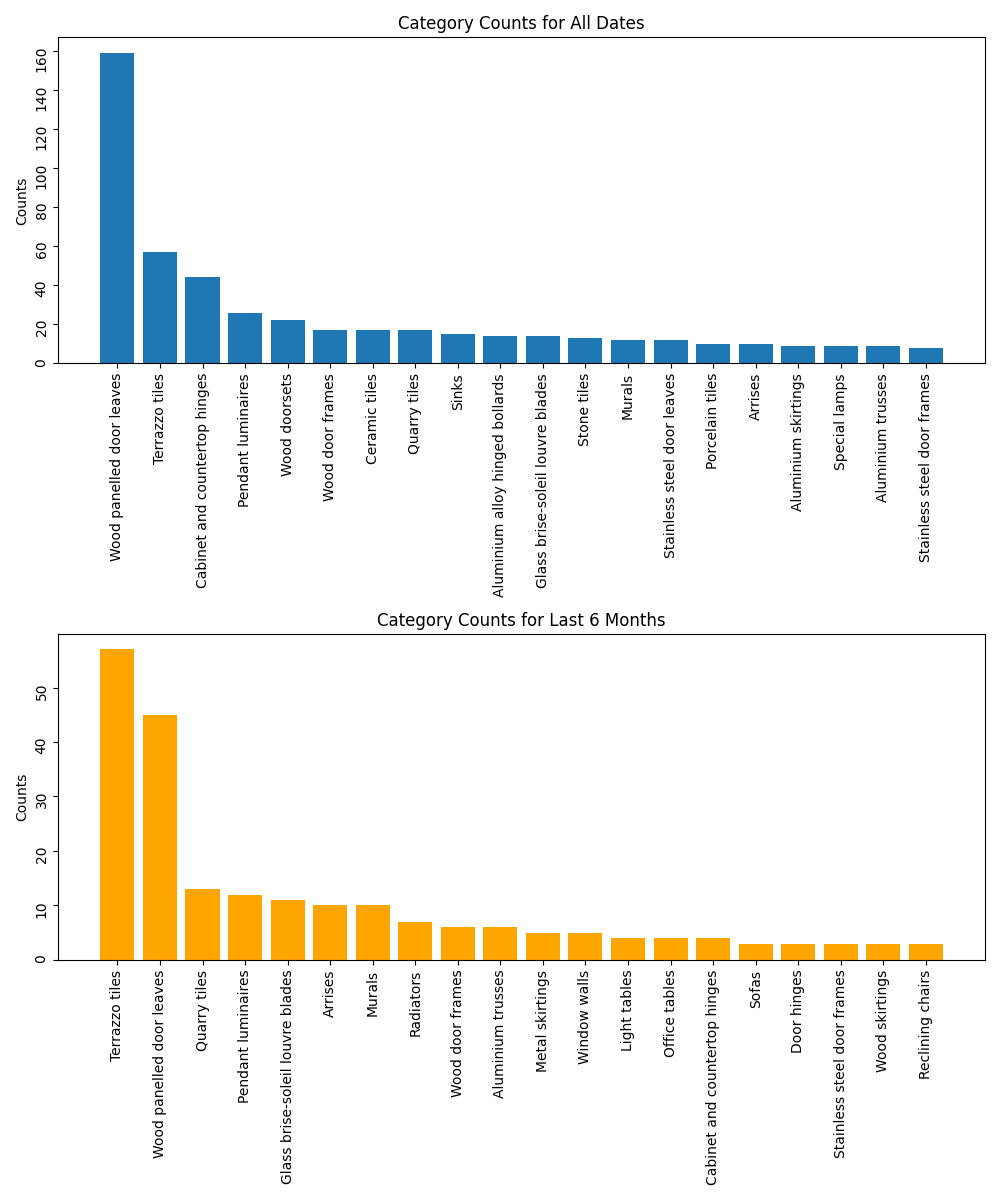 Category Counts for All Dates
Counts
160
140
120
100
80
60
40
20
0
Wood panelled door leaves
Terrazzo tiles
Cabinet and countertop hinges
Pendant luminaires
Wood doorsets
Wood door frames
Ceramic tiles
Quarry tiles
Sinks
Aluminium alloy hinged bollards
Glass brise-soleil louvre blades
Stone tiles
Murals
Stainless steel door leaves
Porcelain tiles
Arrises
Aluminium skirtings
Special lamps
Aluminium trusses
Stainless steel door frames
Category Counts for Last 6 Months
Counts
50
40
30
20
10
0
Terrazzo tiles
Wood panelled door leaves
Quarry tiles
Pendant luminaires
Glass brise-soleil louvre blades
Arrises
Murals
Radiators
Wood door frames
Aluminium trusses
Metal skirtings
Window walls
Light tables
Office tables
Cabinet and countertop hinges
Sofas
Door hinges
Stainless steel door frames
Wood skirtings
Reclining chairs